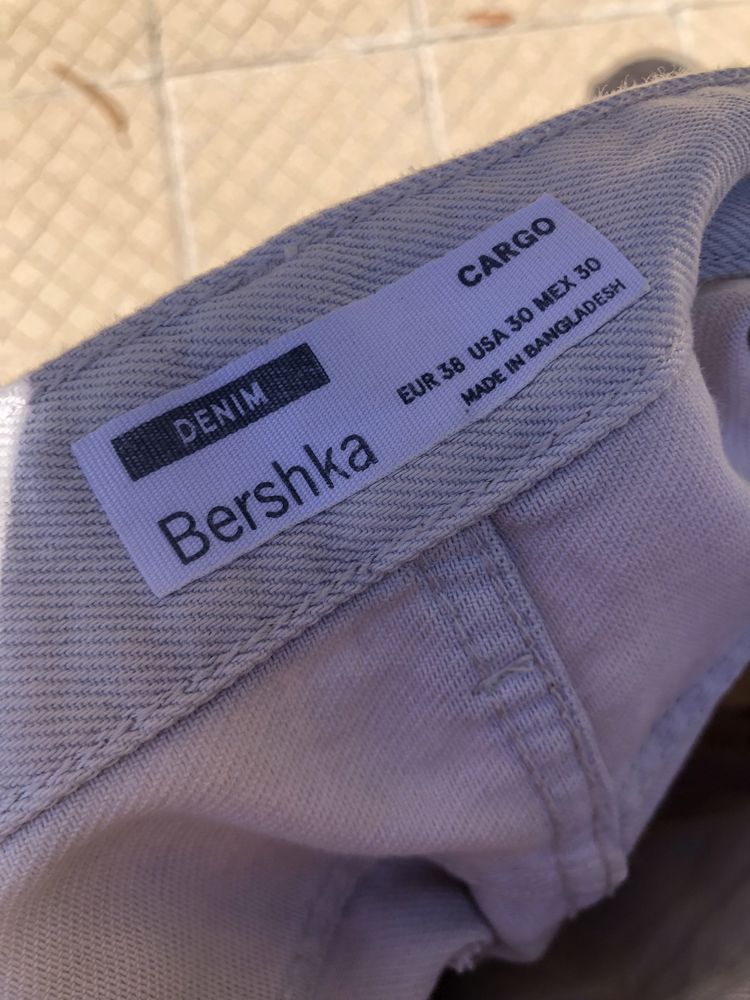 DENIM
Bershka
CARGO
EUR 38 USA 30 MEX 30
MADE IN BANGLADESH